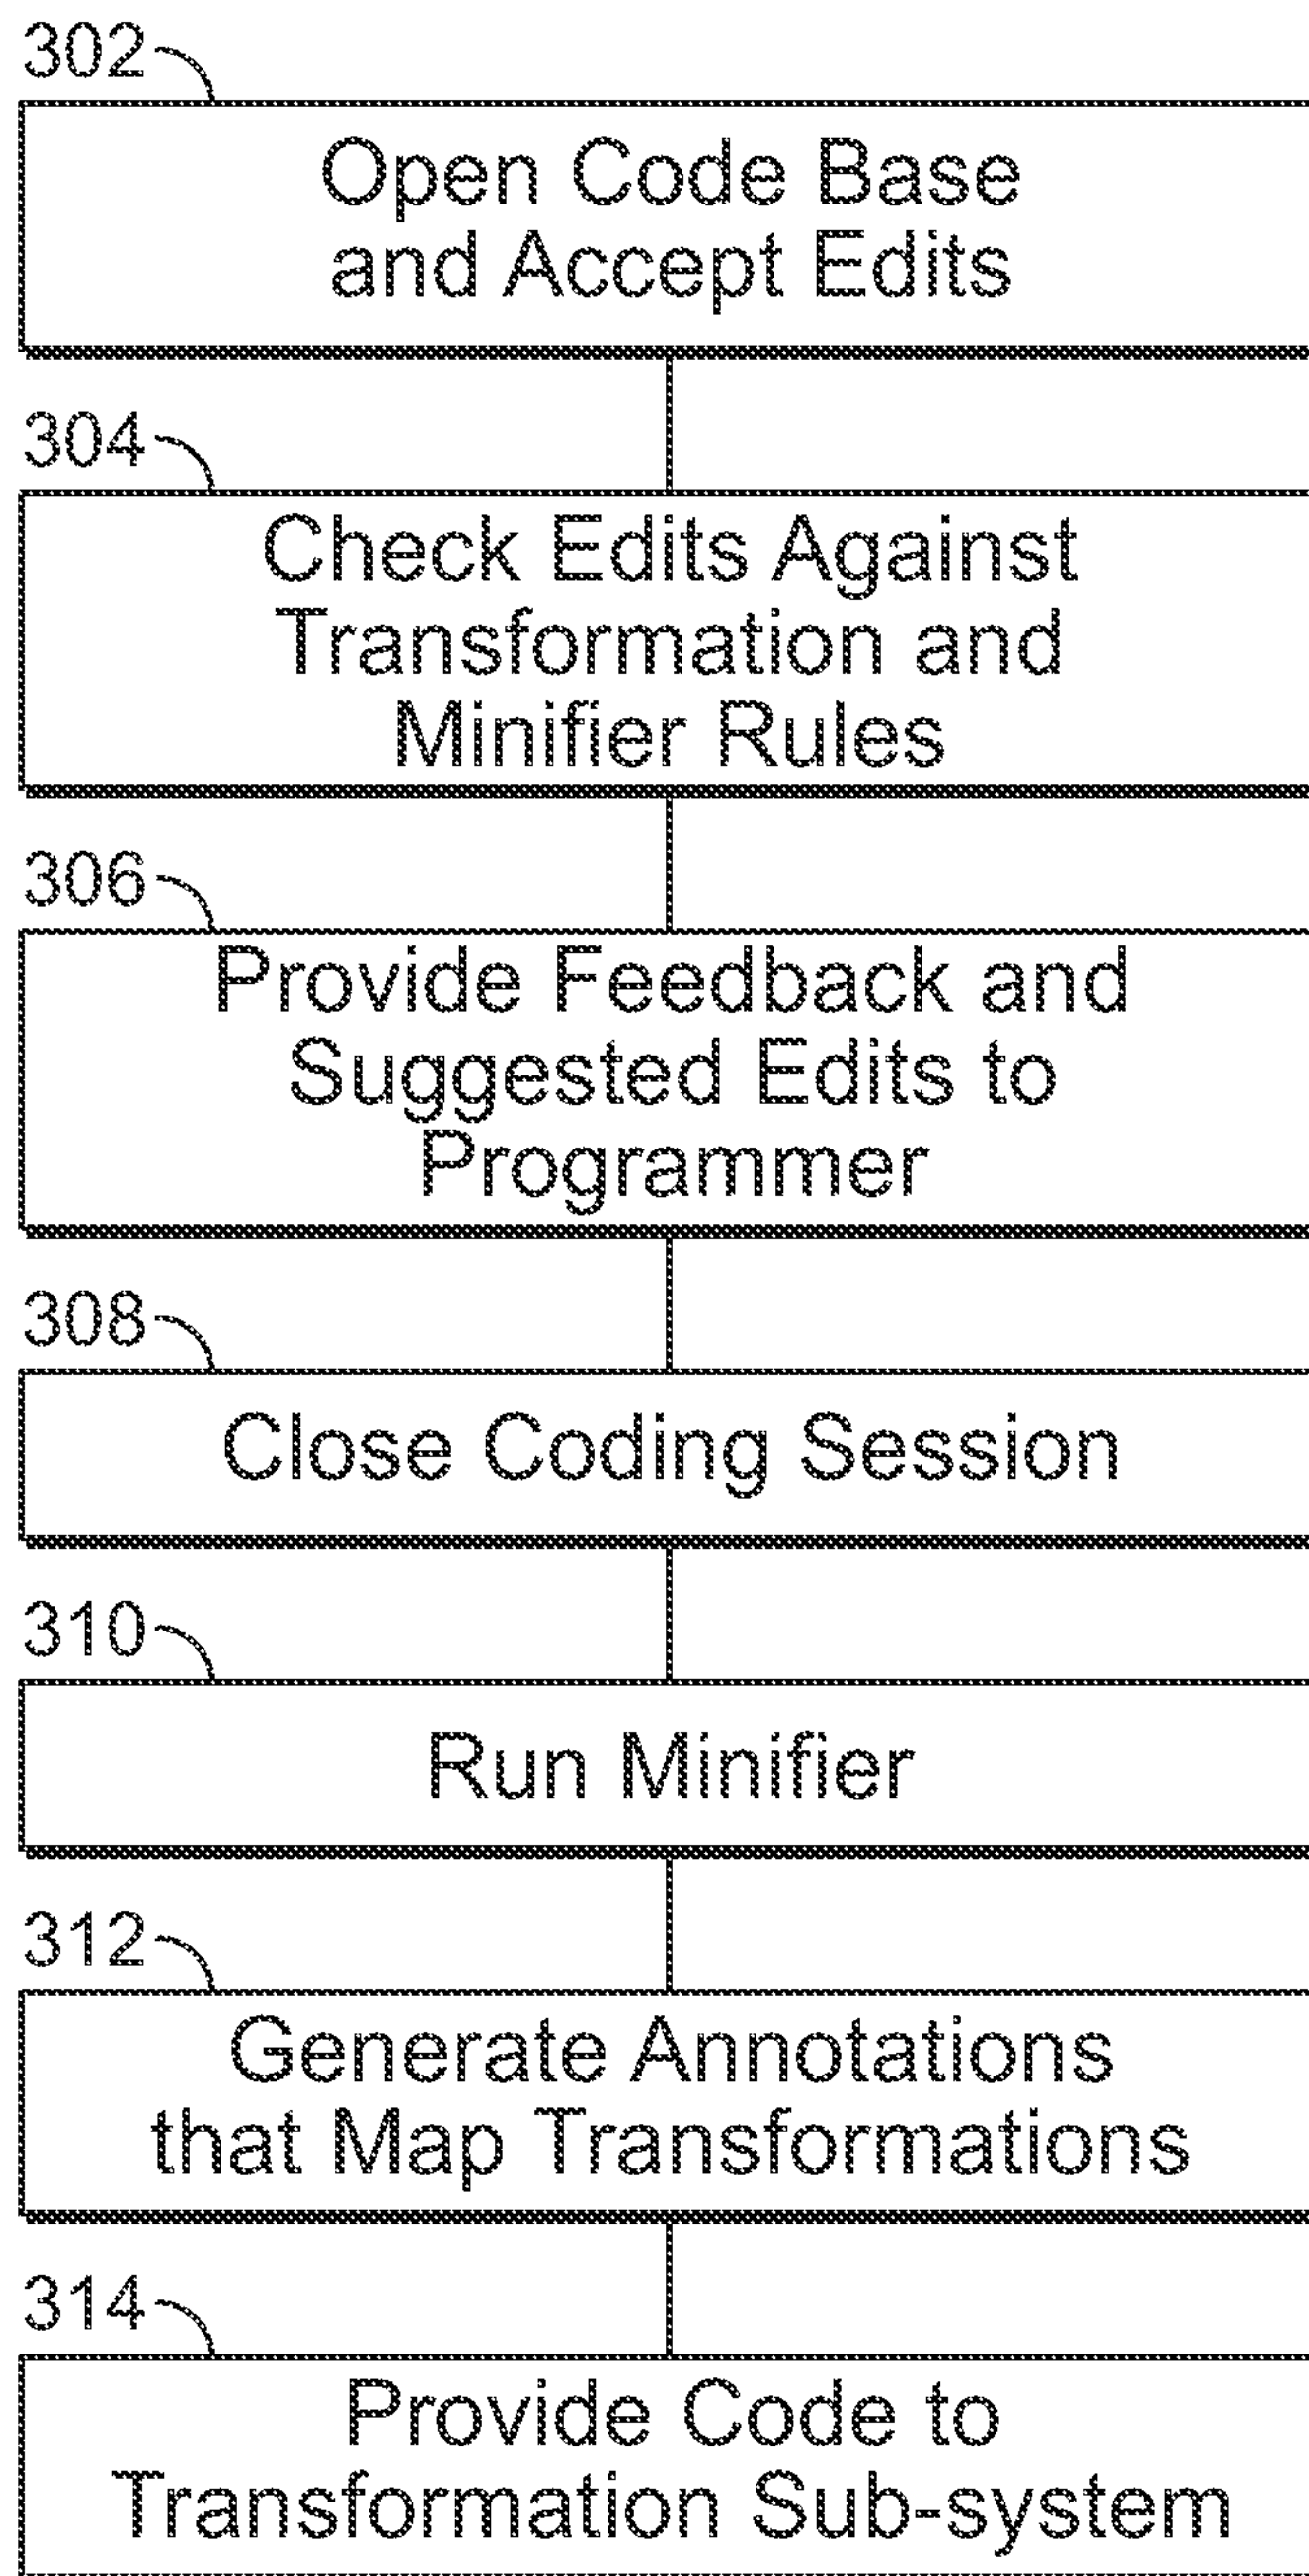 302
Open Code Base
and Accept Edits
304
Check Edits Against
Transformation and
Minifier Rules
306
Provide Feedback and
Suggested Edits to
Programmer
308
Close Coding Session
310
Run Minifier
312
Generate Annotations
that Map Transformations
314
Provide Code to
Transformation Sub-system